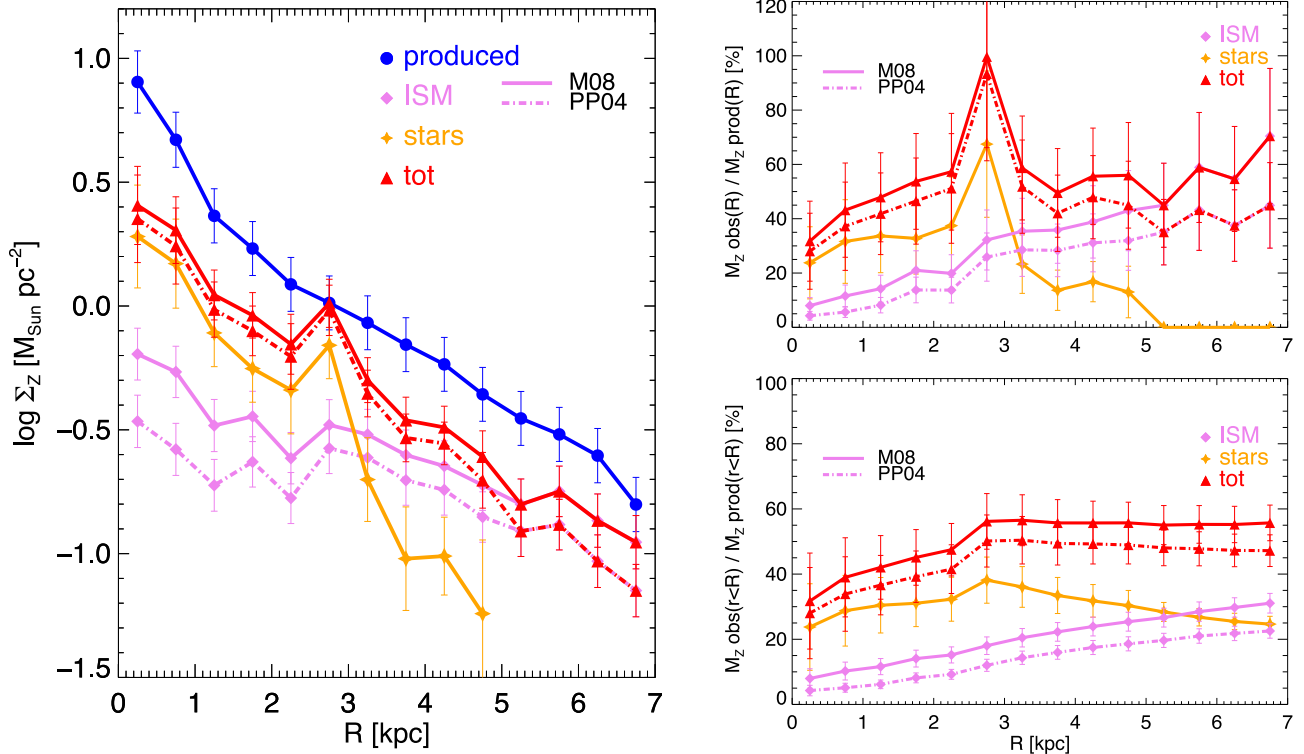 log Σ_Z [M_Sun pc⁻²]
1.0
0.5
0.0
−0.5
−1.0
−1.5
produced
ISM
stars
tot
M08
PP04
0 1 2 3 4 5 6 7
R [kpc]
M_Z obs(R) / M_Z prod(R) [%]
120
100
80
60
40
20
0
M08
PP04
ISM
stars
tot
0 1 2 3 4 5 6 7
M_Z obs(r<R) / M_Z prod(r<R) [%]
100
80
60
40
20
0
M08
PP04
ISM
stars
tot
0 1 2 3 4 5 6 7
R [kpc]